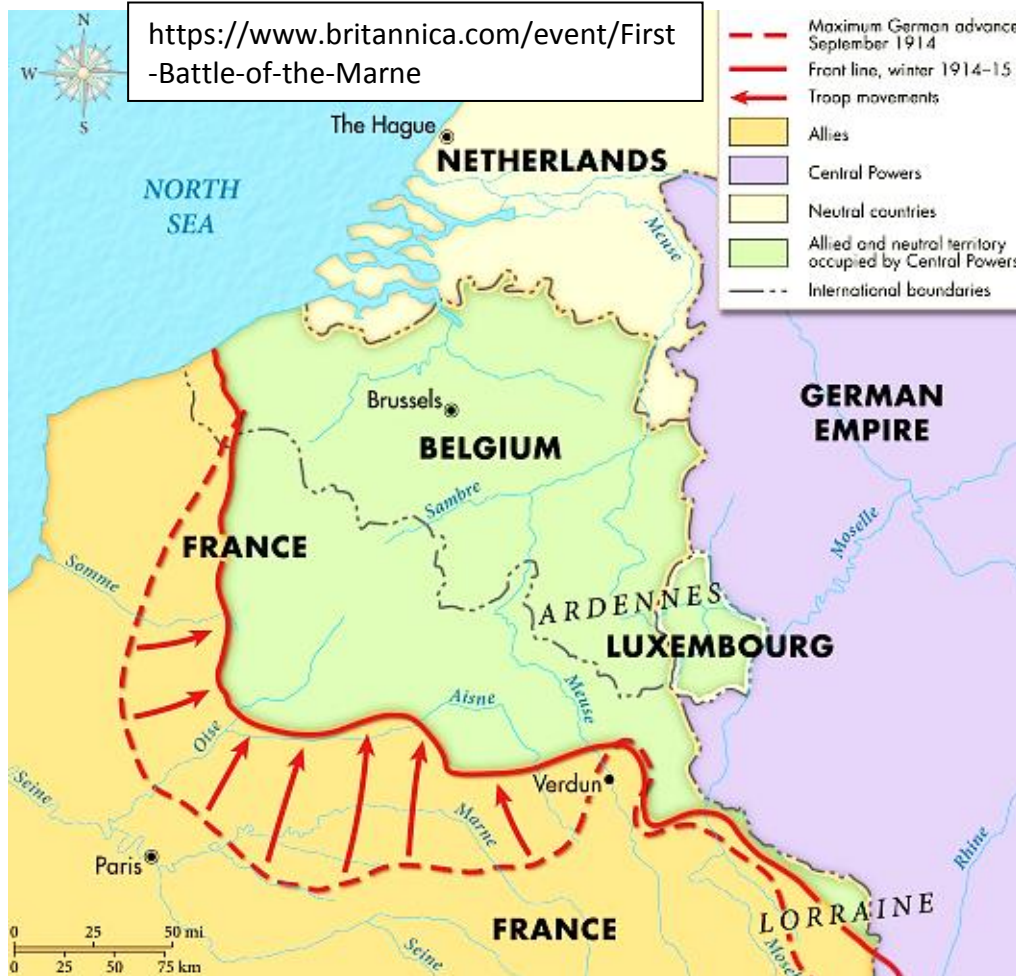 https://www.britannica.com/event/First
-Battle-of-the-Marne
N
W
E
S
Maximum German advance
September 1914
Front line, winter 1914–15
Troop movements
Allies
Central Powers
Neutral countries
Allied and neutral territory
occupied by Central Powers
International boundaries
The Hague
NETHERLANDS
NORTH
SEA
Meuse
GERMAN
EMPIRE
Brussels
BELGIUM
Sambre
Moselle
FRANCE
Somme
ARDENNES
LUXEMBOURG
Meuse
Aisne
Oise
Verdun
Seine
Marne
Paris
Rhine
LORRAINE
FRANCE
Seine
Mosel
0 25 50 mi
0 25 50 75 km